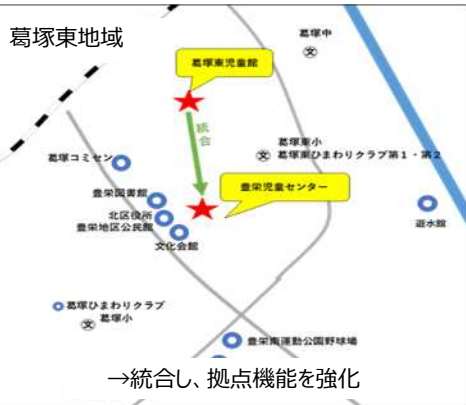 葛塚東地域
葛塚中
文
葛塚東児童館
統合
葛塚東小
文
葛塚東ひまわりクラブ第1・第2
葛塚コミセン
豊栄児童センター
豊栄図書館
北区役所
豊栄地区公民館
文化会館
遊水館
葛塚ひまわりクラブ
葛塚小
文
豊栄南運動公園野球場
→統合し、拠点機能を強化